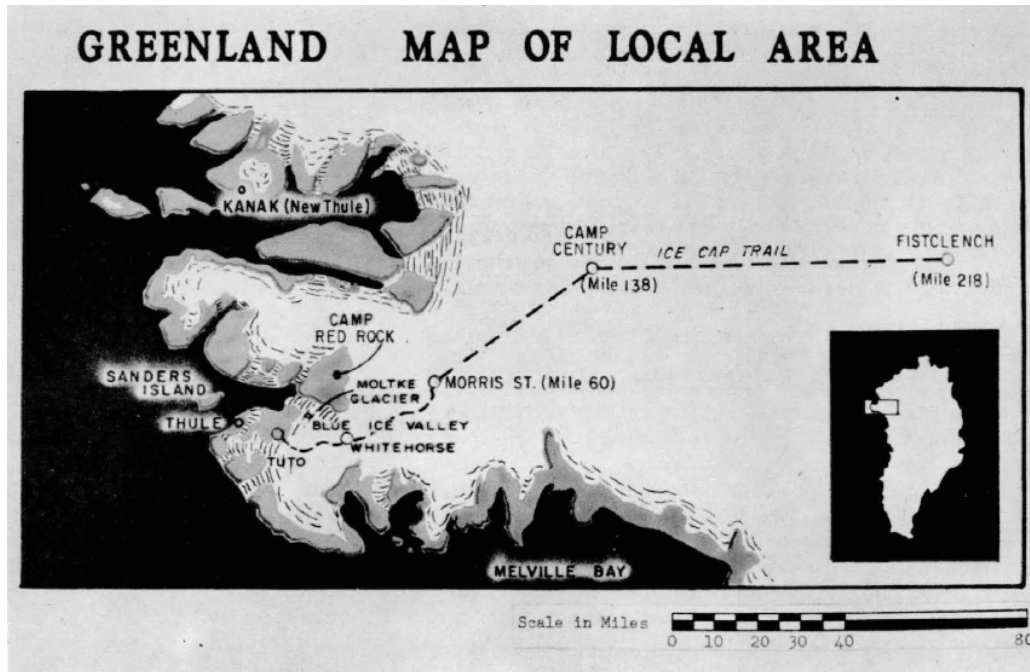 GREENLAND MAP OF LOCAL AREA
KANAK (New Thule)
CAMP
CENTURY
(Mile 138)
ICE CAP TRAIL
FISTCLENCH
(Mile 218)
CAMP
RED ROCK
SANDERS
ISLAND
MOLTKE
GLACIER
MORRIS ST. (Mile 60)
THULE
BLUE ICE VALLEY
WHITEHORSE
TUTO
MELVILLE BAY
Scale in Miles
0 10 20 30 40 80